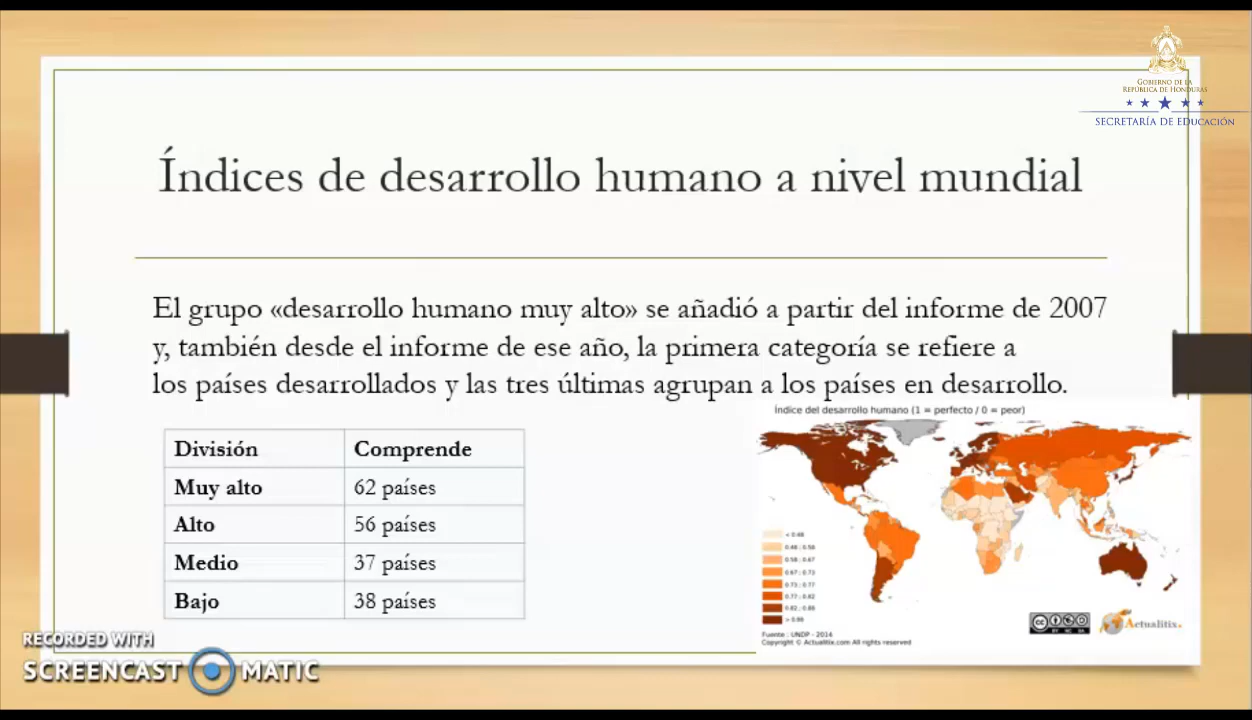 GOBIERNO DE LA
REPÚBLICA DE HONDURAS
SECRETARÍA DE EDUCACIÓN
Índices de desarrollo humano a nivel mundial
El grupo «desarrollo humano muy alto» se añadió a partir del informe de 2007
y, también desde el informe de ese año, la primera categoría se refiere a
los países desarrollados y las tres últimas agrupan a los países en desarrollo.
Índice del desarrollo humano (1 = perfecto / 0 = peor)
División Comprende
Muy alto 62 países
Alto 56 países
Medio 37 países
Bajo 38 países
< 0.48
0.48 ; 0.58
0.58 ; 0.67
0.67 ; 0.73
0.73 ; 0.77
0.77 ; 0.82
0.82 ; 0.88
> 0.88
Fuente : UNDP - 2014
Copyright © Actualitix.com All rights reserved
Actualitix.
RECORDED WITH
SCREENCAST MATIC